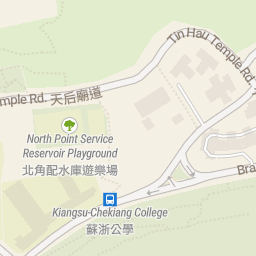 Tin Hau Temple Rd.
mple Rd. 天后廟道
North Point Service
Reservoir Playground
北角配水庫遊樂場
Bra
Kiangsu-Chekiang College
蘇浙公學